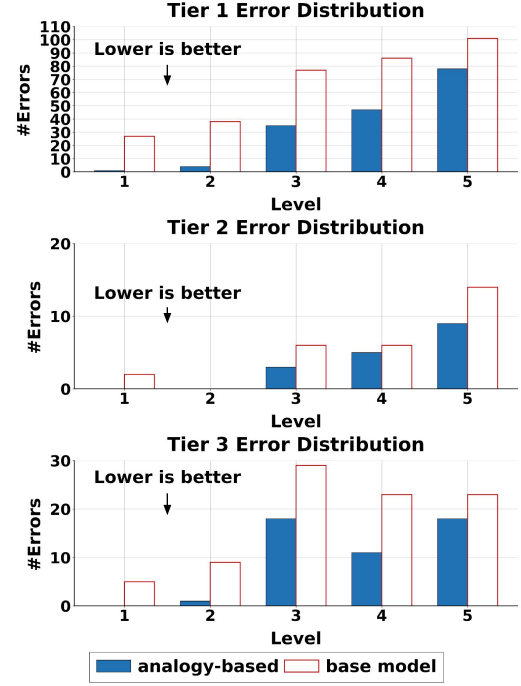 Tier 1 Error Distribution
110
100
90
80
70
60
50
40
30
20
10
0
#Errors
Lower is better
1 2 3 4 5
Level
Tier 2 Error Distribution
20
10
0
#Errors
Lower is better
1 2 3 4 5
Level
Tier 3 Error Distribution
30
20
10
0
#Errors
Lower is better
1 2 3 4 5
Level
analogy-based base model